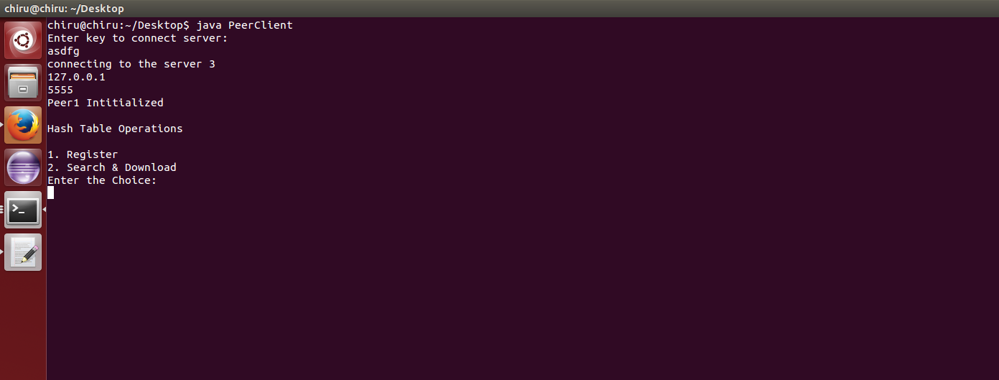 chiru@chiru: ~/Desktop
chiru@chiru:~/Desktop$ java PeerClient
Enter key to connect server:
asdfg
connecting to the server 3
127.0.0.1
5555
Peer1 Intitialized
Hash Table Operations
1. Register
2. Search & Download
Enter the Choice: